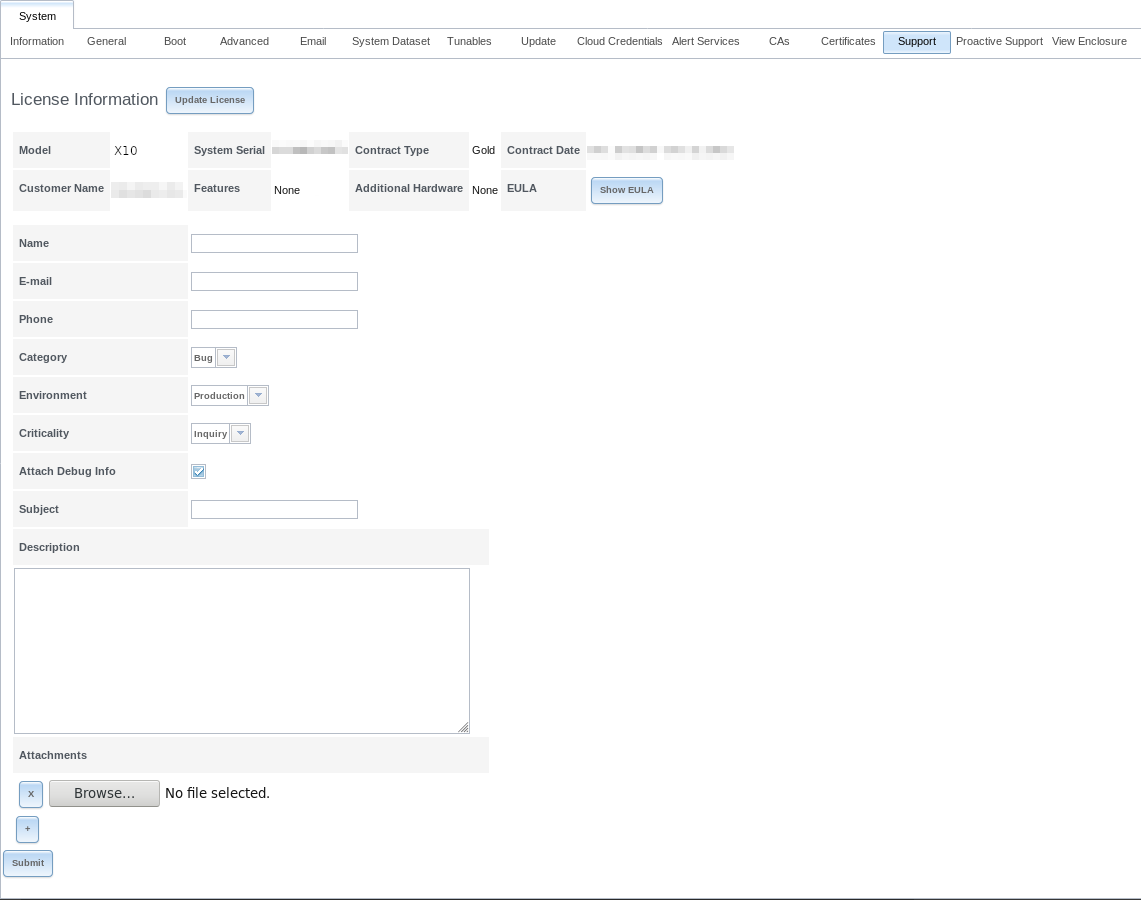 System
Information General Boot Advanced Email System Dataset Tunables Update Cloud Credentials Alert Services CAs Certificates Support Proactive Support View Enclosure
License Information Update License
Model X10 System Serial Contract Type Gold Contract Date
Customer Name Features None Additional Hardware None EULA Show EULA
Name
E-mail
Phone
Category Bug
Environment Production
Criticality Inquiry
Attach Debug Info
Subject
Description
Attachments
X Browse... No file selected.
+
Submit